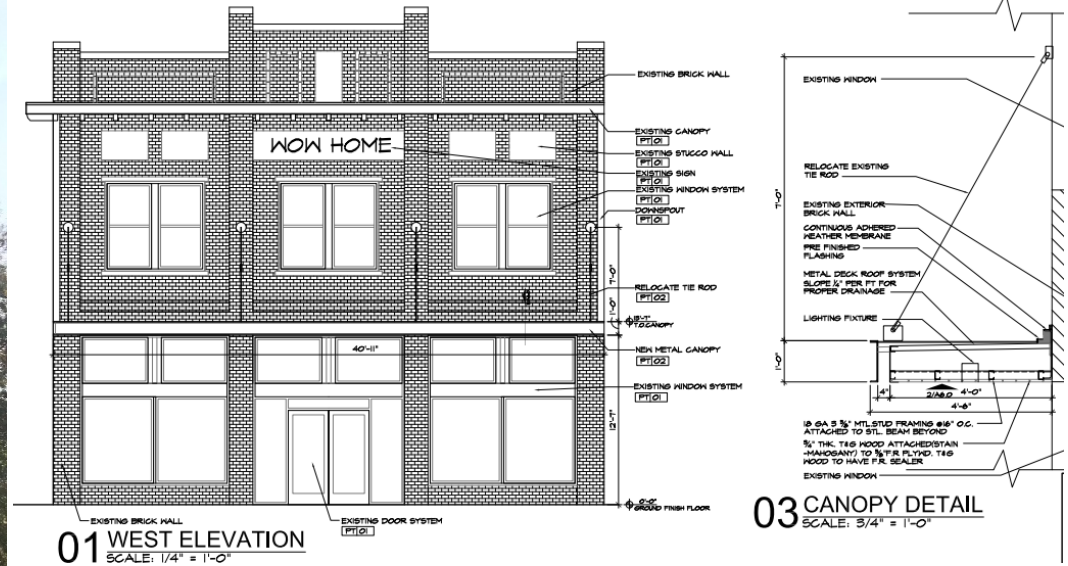 EXISTING BRICK WALL
EXISTING CANOPY
PT 01
EXISTING STUCCO WALL
PT 01
EXISTING SIGN
PT 01
EXISTING WINDOW SYSTEM
PT 01
DOWNSPOUT
PT 01
WOW HOME
7'-0"
1'-0"
RELOCATE TIE ROD
PT 02
13'-7"
T.O.CANOPY
NEW METAL CANOPY
PT 02
40'-11"
EXISTING WINDOW SYSTEM
PT 01
12'-7"
0'-0"
GROUND FINISH FLOOR
EXISTING BRICK WALL
EXISTING DOOR SYSTEM
PT 01
01 WEST ELEVATION
SCALE: 1/4" = 1'-0"
EXISTING WINDOW
7'-0"
RELOCATE EXISTING
TIE ROD
EXISTING EXTERIOR
BRICK WALL
CONTINUOUS ADHERED
WEATHER MEMBRANE
PRE FINISHED
FLASHING
METAL DECK ROOF SYSTEM
SLOPE ¼" PER FT FOR
PROPER DRAINAGE
LIGHTING FIXTURE
1'-0"
4"
2/A6.0
4'-0"
4'-6"
18 GA 3 ⅝" MTL.STUD FRAMING @16" O.C.
ATTACHED TO STL. BEAM BEYOND
¾" THK. T&G WOOD ATTACHED(STAIN
-MAHOGANY) TO ⅝"F.R PLYWD. T&G
WOOD TO HAVE F.R. SEALER
EXISTING WINDOW
03 CANOPY DETAIL
SCALE: 3/4" = 1'-0"